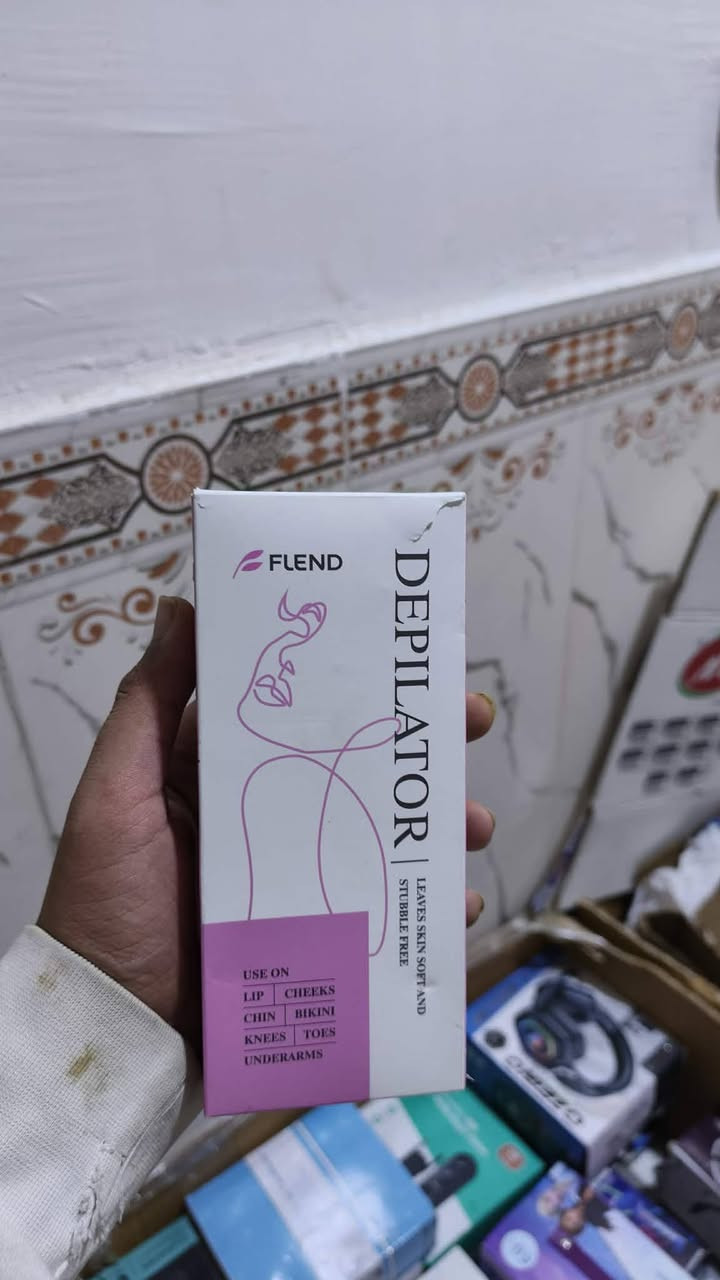 FLEND
DEPILATOR
LEAVES SKIN SOFT AND
STUBBLE FREE
USE ON
LIP CHEEKS
CHIN BIKINI
KNEES TOES
UNDERARMS